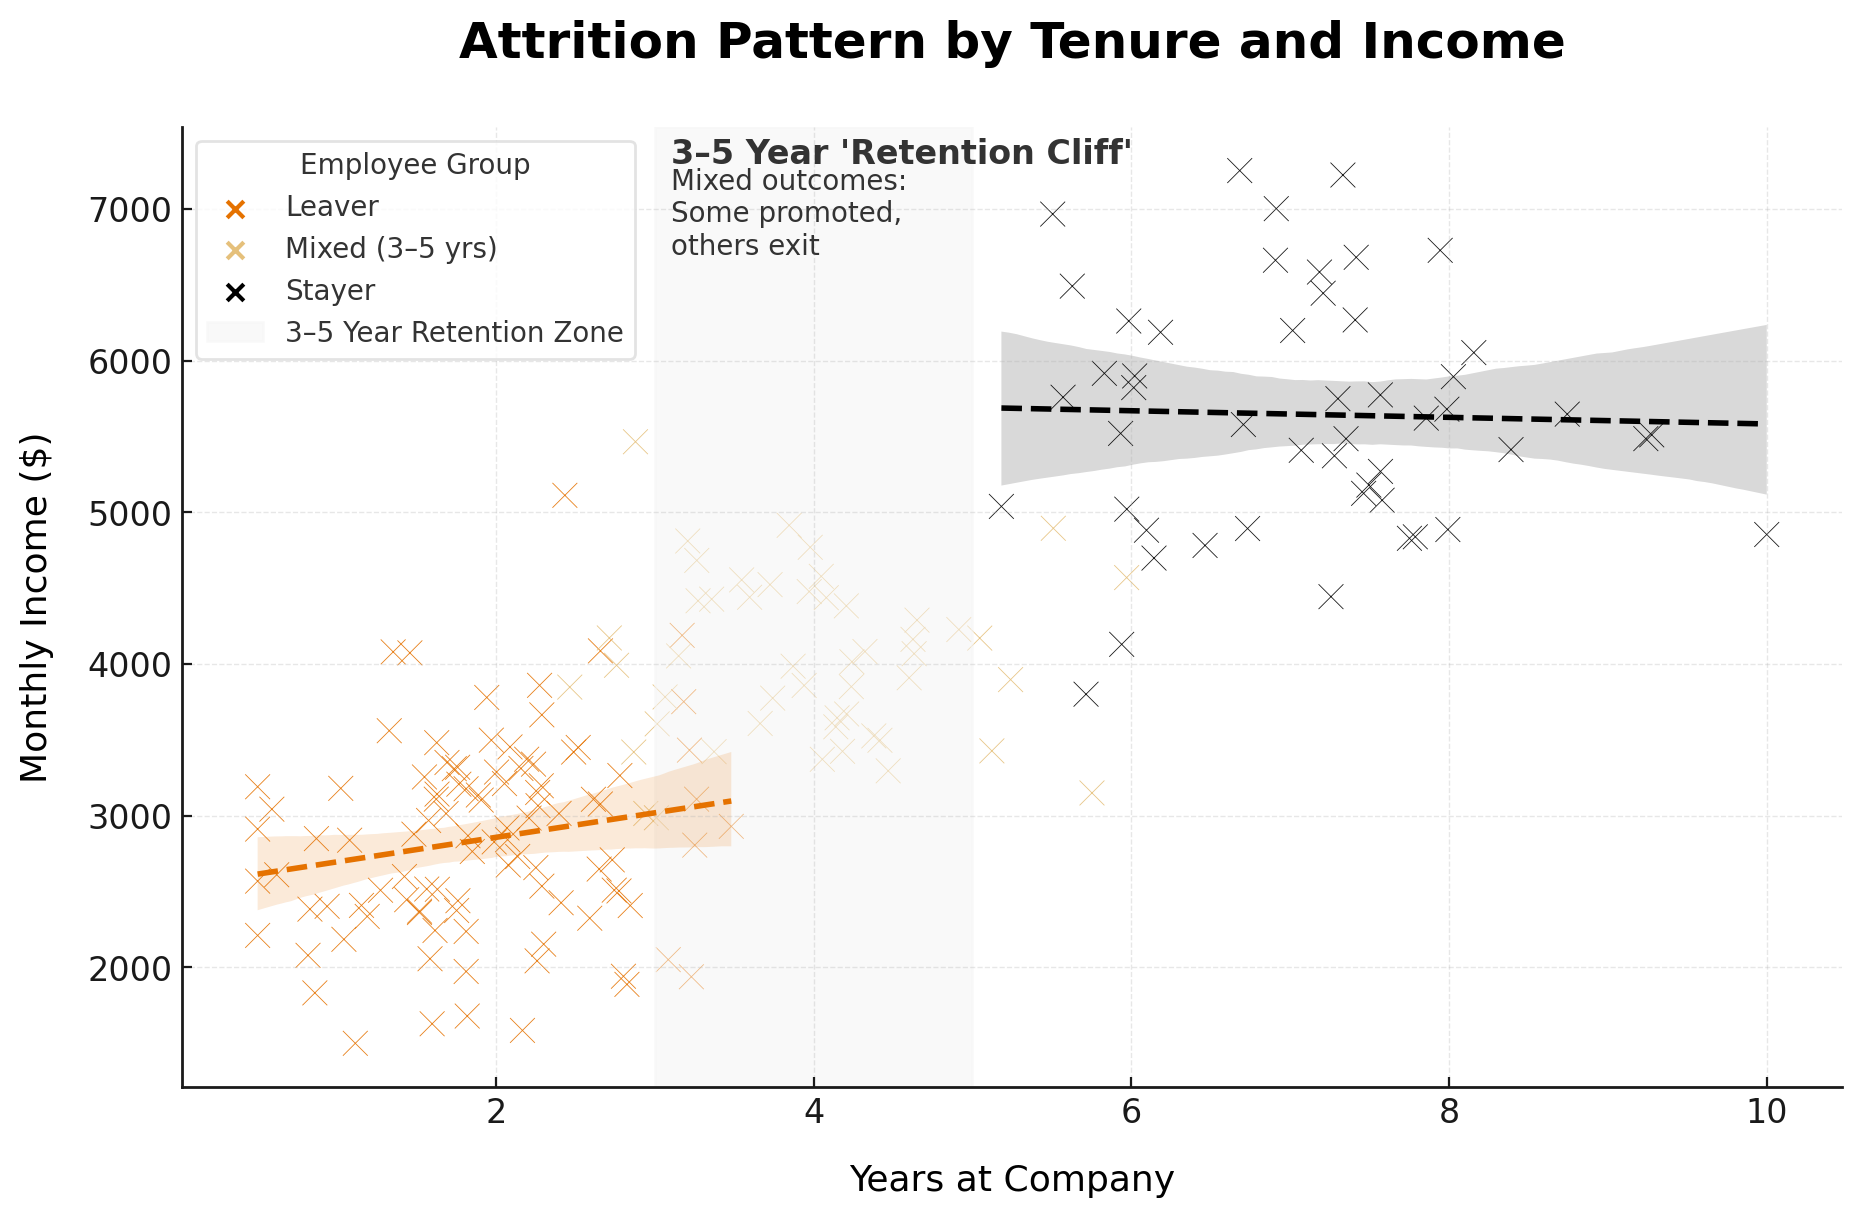 Attrition Pattern by Tenure and Income
Employee Group
Leaver
Mixed (3–5 yrs)
Stayer
3–5 Year Retention Zone
3–5 Year 'Retention Cliff'
Mixed outcomes:
Some promoted,
others exit
Monthly Income ($)
7000
6000
5000
4000
3000
2000
2
4
6
8
10
Years at Company